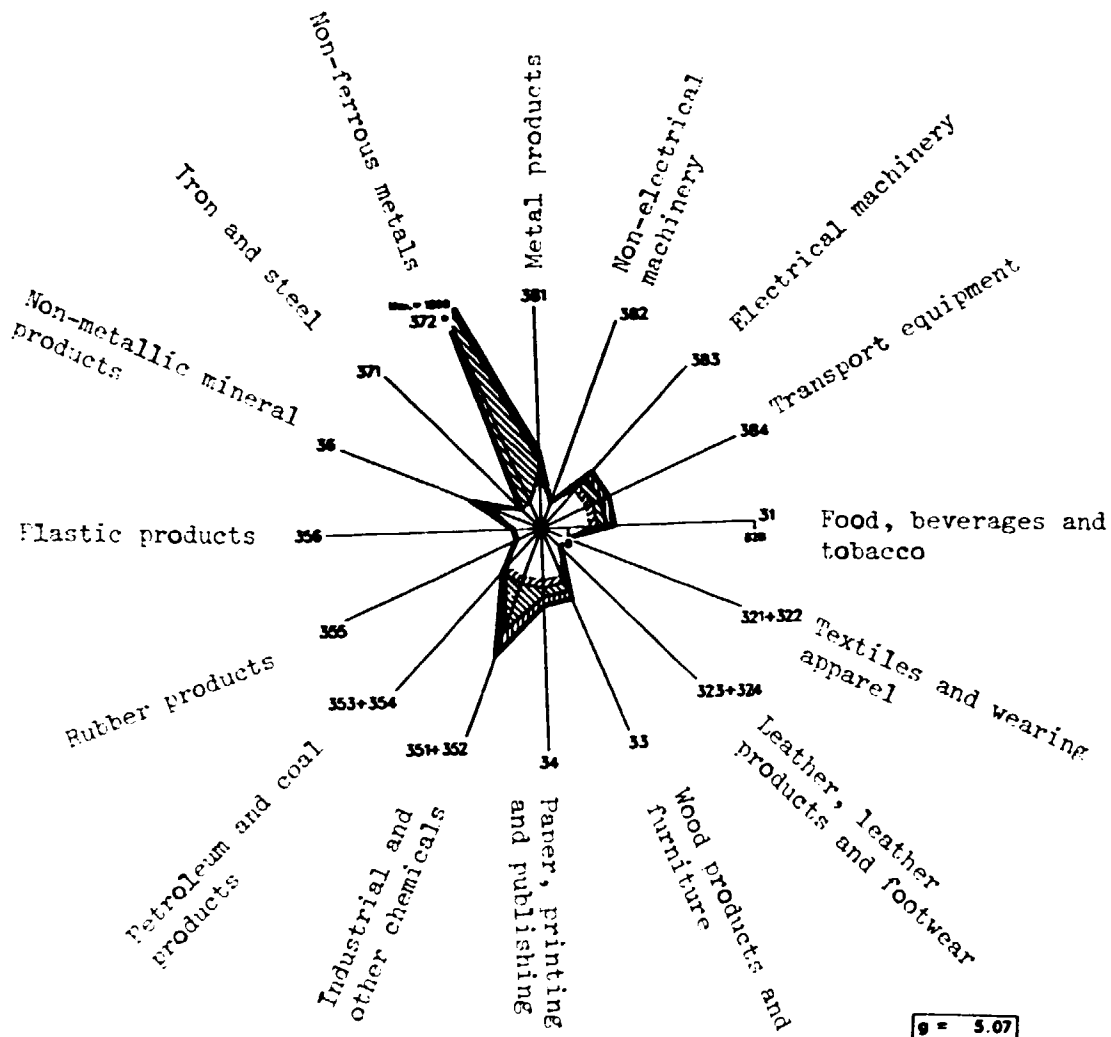 Non-ferrous metals
Metal products
Non-electrical
machinery
Electrical machinery
Transport equipment
Iron and steel
Non-metallic mineral
products
Plastic products
Rubber products
Petroleum and coal
products
Industrial and
other chemicals
Paper, printing
and publishing
Wood products and
furniture
Leather, leather
products and footwear
Textiles and wearing
apparel
Food, beverages and
tobacco
381
382
383
384
31
321+322
323+324
33
34
351+352
353+354
355
356
36
371
372
g = 5.07